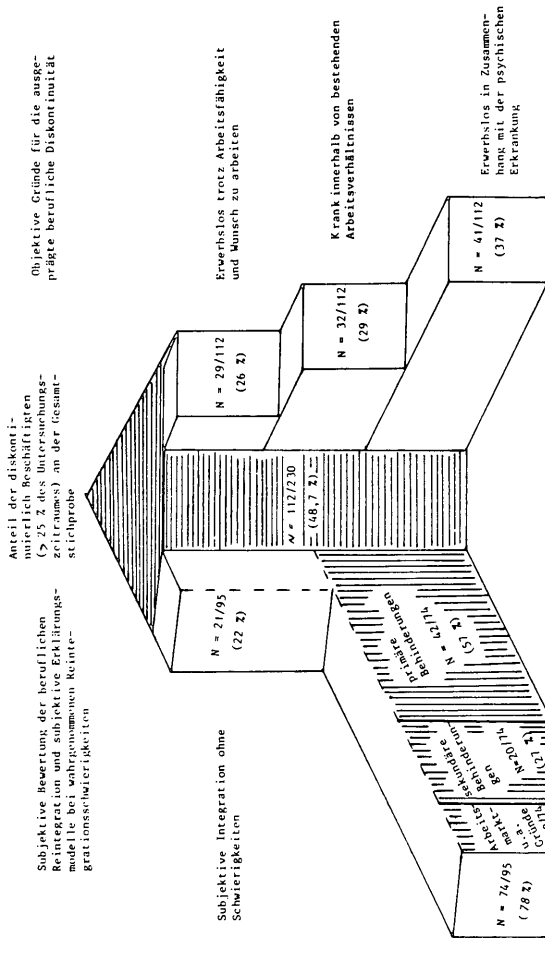 Subjektive Bewertung der beruflichen
Reintegration und subjektive Erklärungs-
modelle bei wahrgenommenen Reinte-
grationsschwierigkeiten
Anteil der diskonti-
nuierlich Beschäftigten
(> 25 % des Untersuchungs-
zeitraumes) an der Gesamt-
stichprobe
Objektive Gründe für die ausge-
prägte berufliche Diskontinuität
Subjektive Integration ohne
Schwierigkeiten
N = 21/95
(22 %)
N = 112/230
(48,7 %)
N = 29/112
(26 %)
Erwerbslos trotz Arbeitsfähigkeit
und Wunsch zu arbeiten
N = 32/112
(29 %)
Krank innerhalb von bestehenden
Arbeitsverhältnissen
N = 41/112
(37 %)
Erwerbslos in Zusammen-
hang mit der psychischen
Erkrankung
N = 74/95
(78 %)
Arbeits-
markt-
u.a.
Gründe
sekundäre
Behinderun-
gen
N=20/74
(27 %)
primäre
Behinderungen
N = 42/74
(57 %)